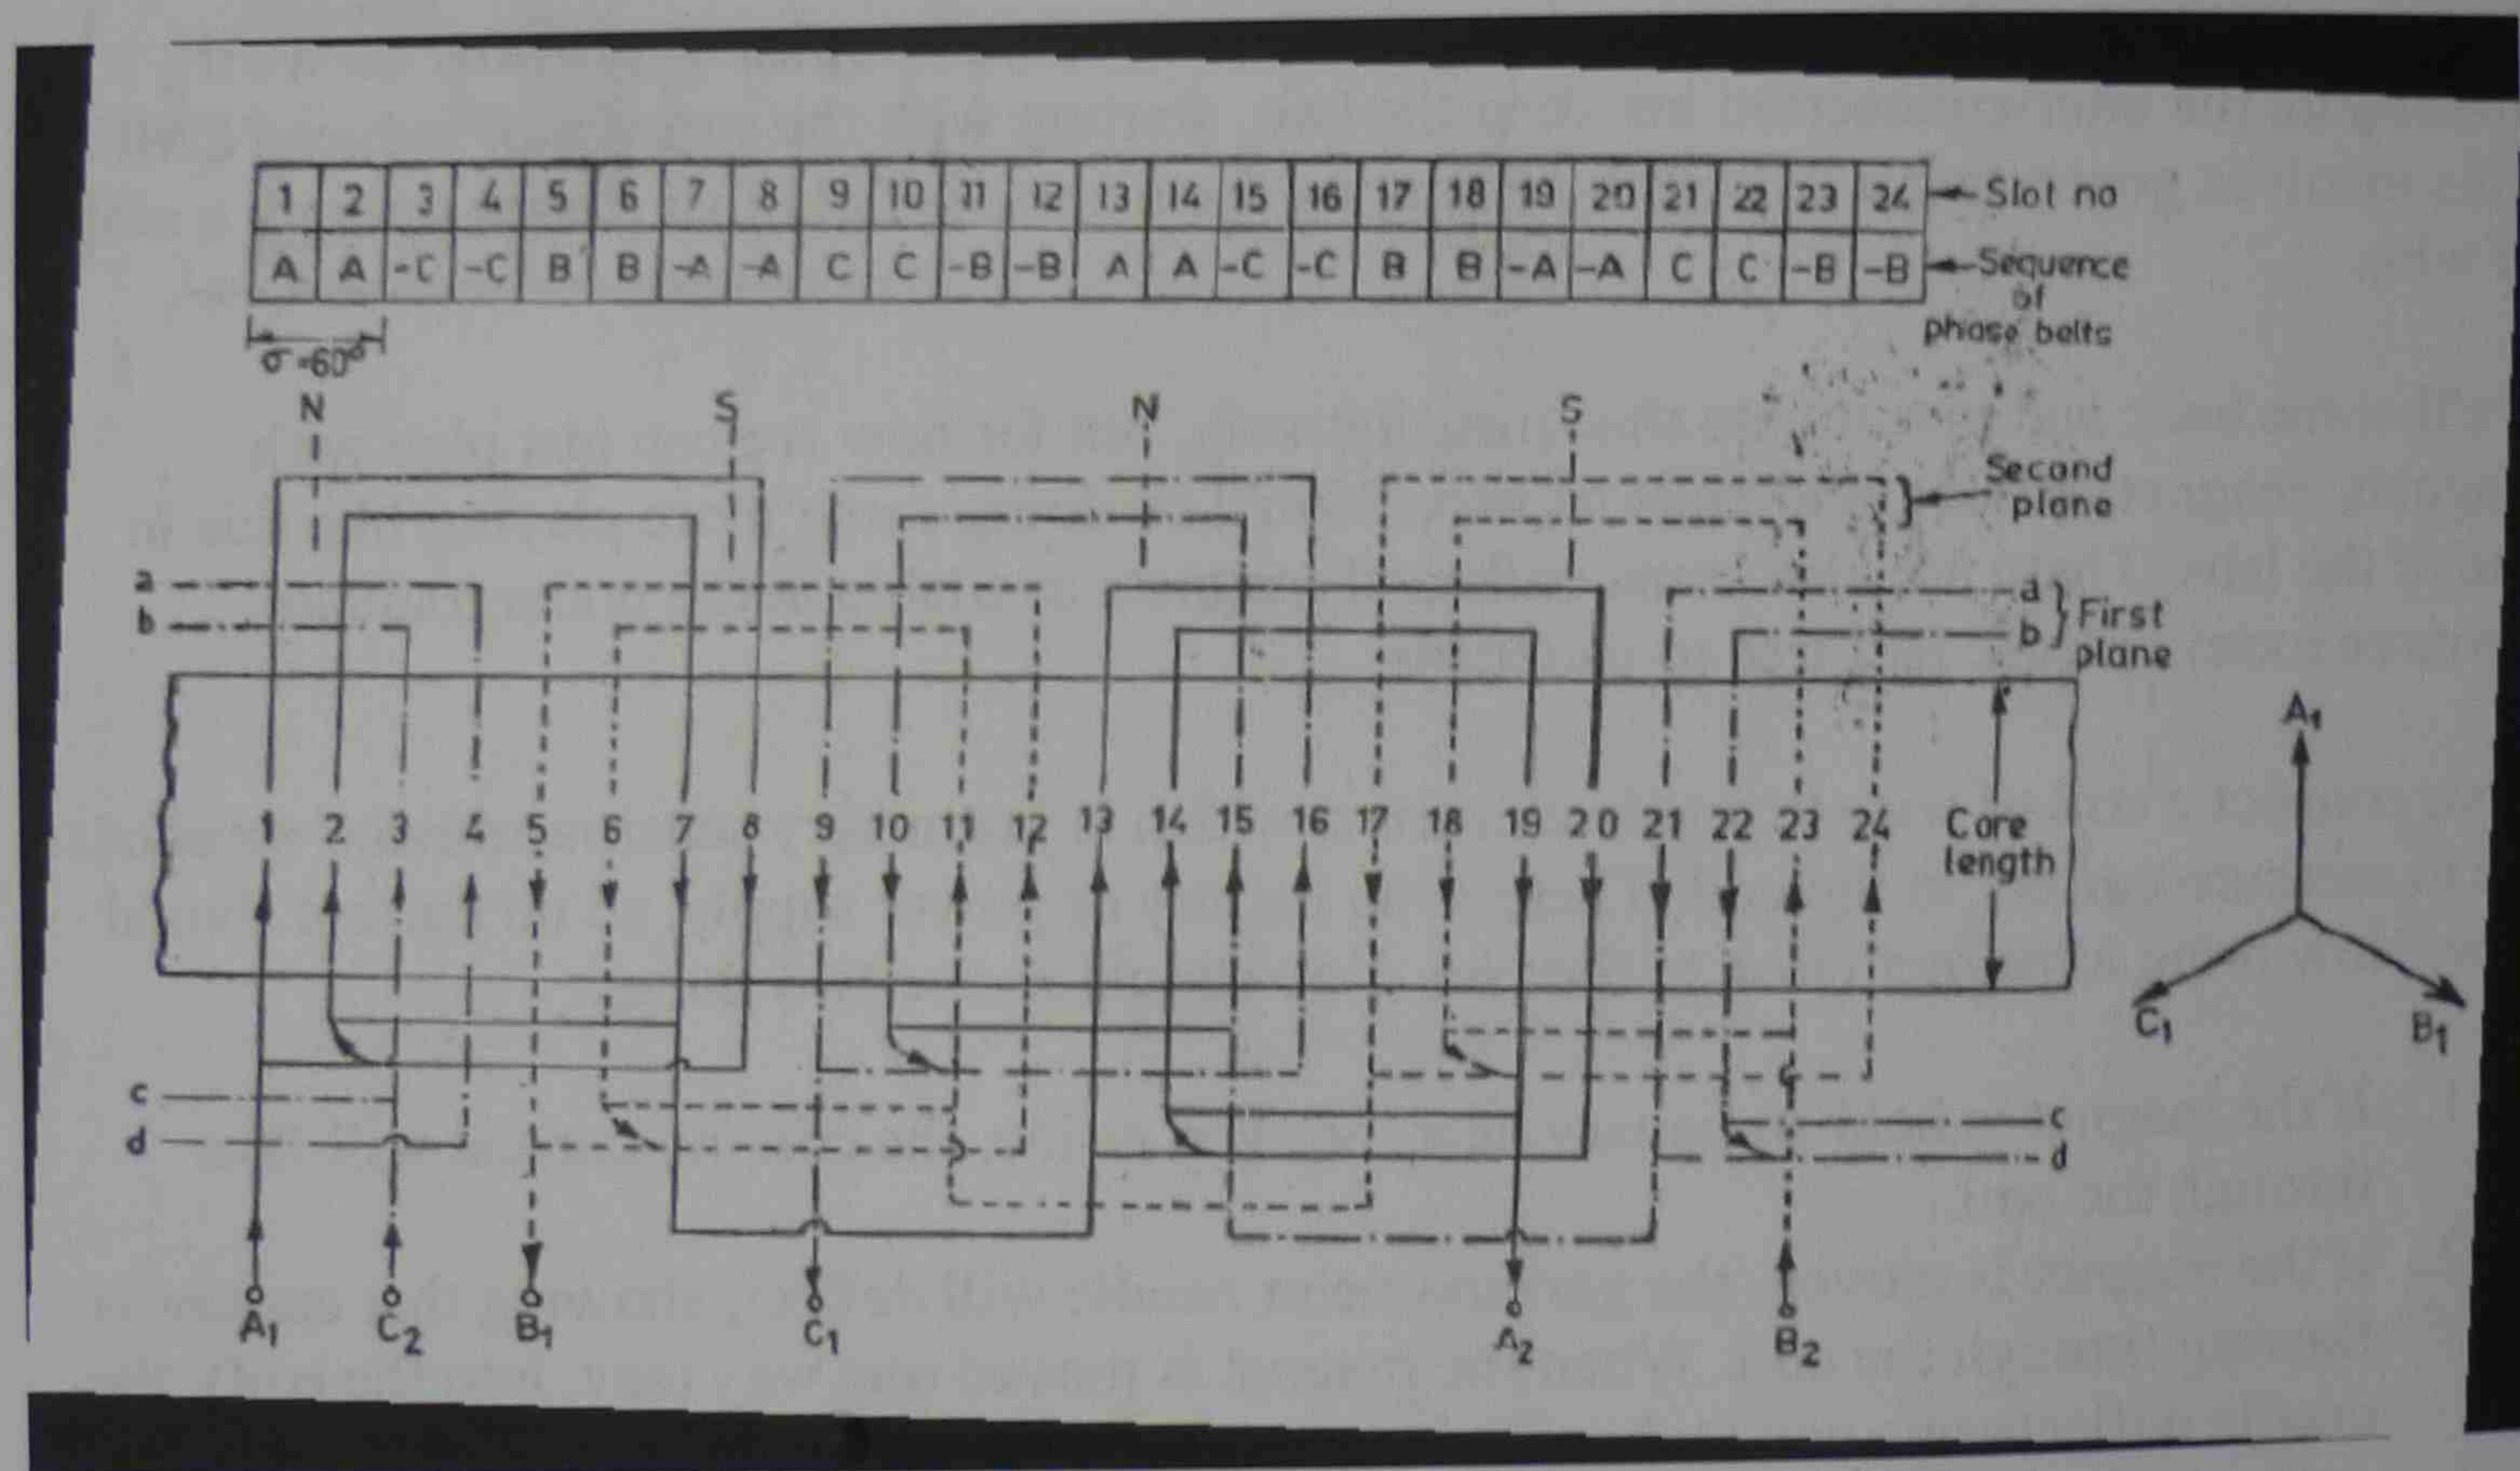 1 2 3 4 5 6 7 8 9 10 11 12 13 14 15 16 17 18 19 20 21 22 23 24 Slot no
A A -C -C B B -A -A C C -B -B A A -C -C B B -A -A C C -B -B Sequence
of
phase belts
σ=60°
N S N S
Second
plane
a a
b b
First
plane
1 2 3 4 5 6 7 8 9 10 11 12 13 14 15 16 17 18 19 20 21 22 23 24
Core
length
A1
C1 B1
c c
d d
A1 C2 B1 C1 A2 B2